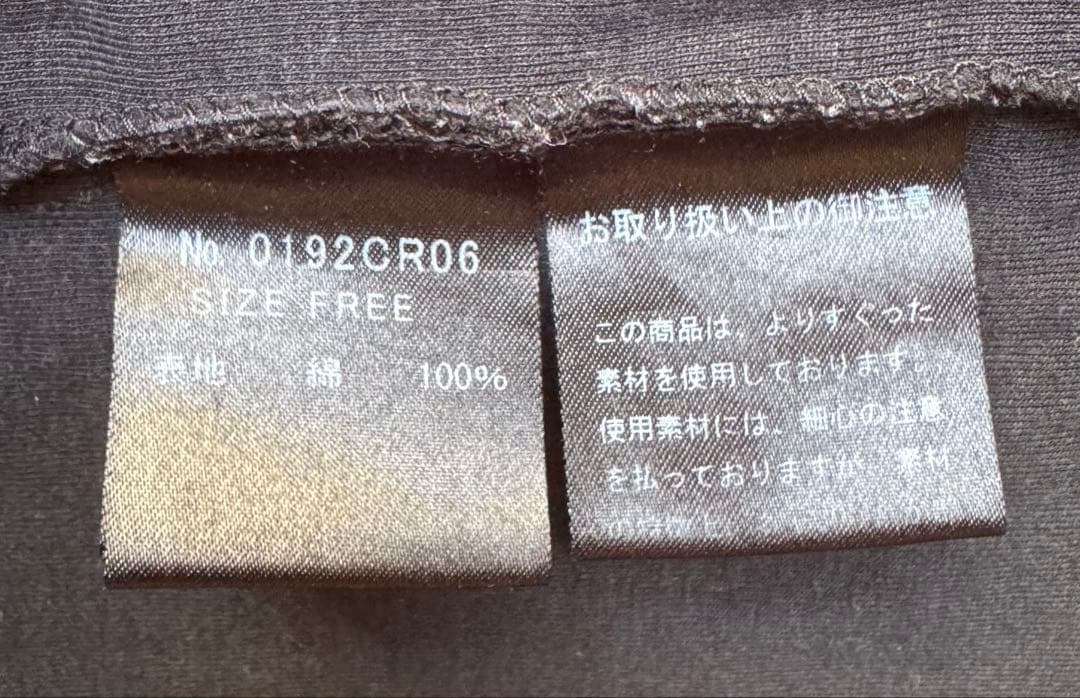 No. 0192CR06
SIZE FREE
表地 綿 100%
お取り扱い上の御注意
この商品は、よりすぐった
素材を使用しております。
使用素材には、細心の注意
を払っておりますが、素材